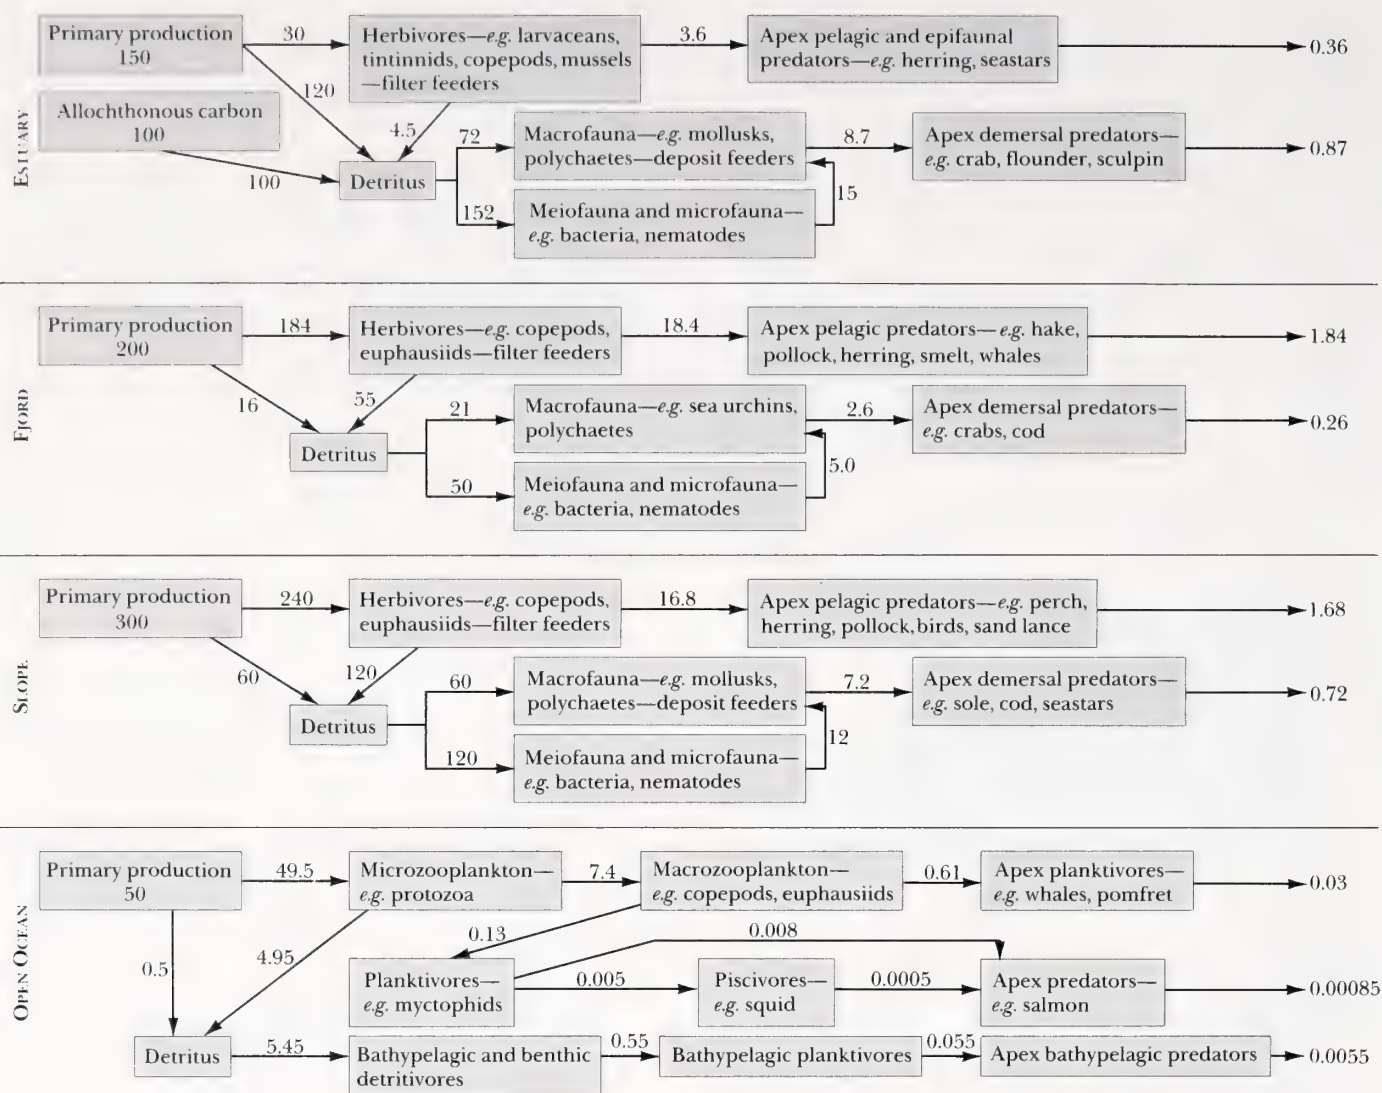 ESTUARY
Primary production
150
30
Herbivores—e.g. larvaceans,
tintinnids, copepods, mussels
—filter feeders
3.6
Apex pelagic and epifaunal
predators—e.g. herring, seastars
0.36
120
Allochthonous carbon
100
100
4.5
Detritus
72
Macrofauna—e.g. mollusks,
polychaetes—deposit feeders
8.7
Apex demersal predators—
e.g. crab, flounder, sculpin
0.87
152
Meiofauna and microfauna—
e.g. bacteria, nematodes
15
FJORD
Primary production
200
184
Herbivores—e.g. copepods,
euphausiids—filter feeders
18.4
Apex pelagic predators—e.g. hake,
pollock, herring, smelt, whales
1.84
16
55
Detritus
21
Macrofauna—e.g. sea urchins,
polychaetes
2.6
Apex demersal predators—
e.g. crabs, cod
0.26
50
Meiofauna and microfauna—
e.g. bacteria, nematodes
5.0
SLOPE
Primary production
300
240
Herbivores—e.g. copepods,
euphausiids—filter feeders
16.8
Apex pelagic predators—e.g. perch,
herring, pollock, birds, sand lance
1.68
60
120
Detritus
60
Macrofauna—e.g. mollusks,
polychaetes—deposit feeders
7.2
Apex demersal predators—
e.g. sole, cod, seastars
0.72
120
Meiofauna and microfauna—
e.g. bacteria, nematodes
12
OPEN OCEAN
Primary production
50
49.5
Microzooplankton—
e.g. protozoa
7.4
Macrozooplankton—
e.g. copepods, euphausiids
0.61
Apex planktivores—
e.g. whales, pomfret
0.03
0.5
4.95
0.13
0.008
Planktivores—
e.g. myctophids
0.005
Piscivores—
e.g. squid
0.0005
Apex predators—
e.g. salmon
0.00085
Detritus
5.45
Bathypelagic and benthic
detritivores
0.55
Bathypelagic planktivores
0.055
Apex bathypelagic predators
0.0055